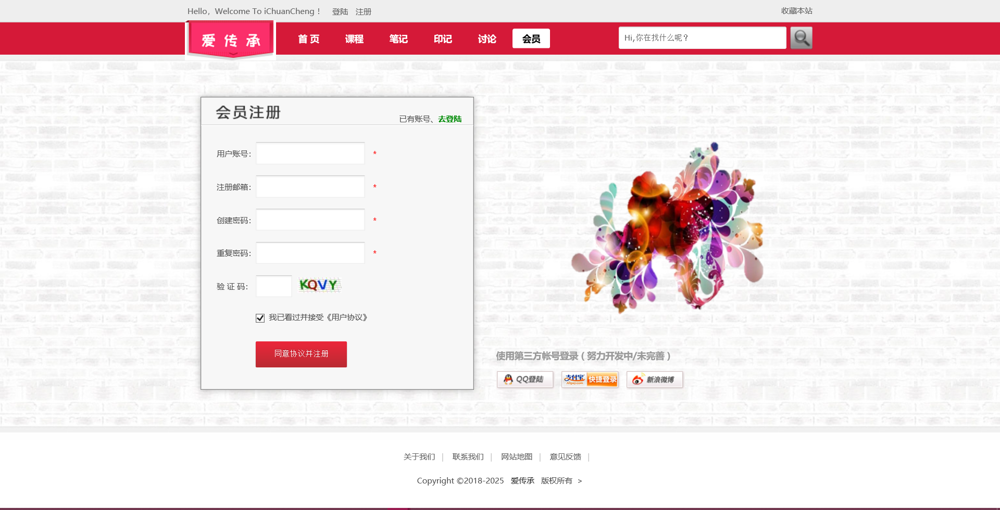 Hello，Welcome To iChuanCheng！ 登陆 注册 收藏本站
爱传承 首 页 课程 笔记 印记 讨论 会员 Hi,你在找什么呢？
会员注册
已有账号、去登陆
用户账号： *
注册邮箱： *
创建密码： *
重复密码： *
验 证 码： KQVY
我已看过并接受《用户协议》
同意协议并注册
使用第三方帐号登录 ( 努力开发中/未完善 )
QQ登陆 支付宝 Alipay.com 快捷登录 新浪微博
关于我们 | 联系我们 | 网站地图 | 意见反馈 |
Copyright ©2018-2025 爱传承 版权所有 >